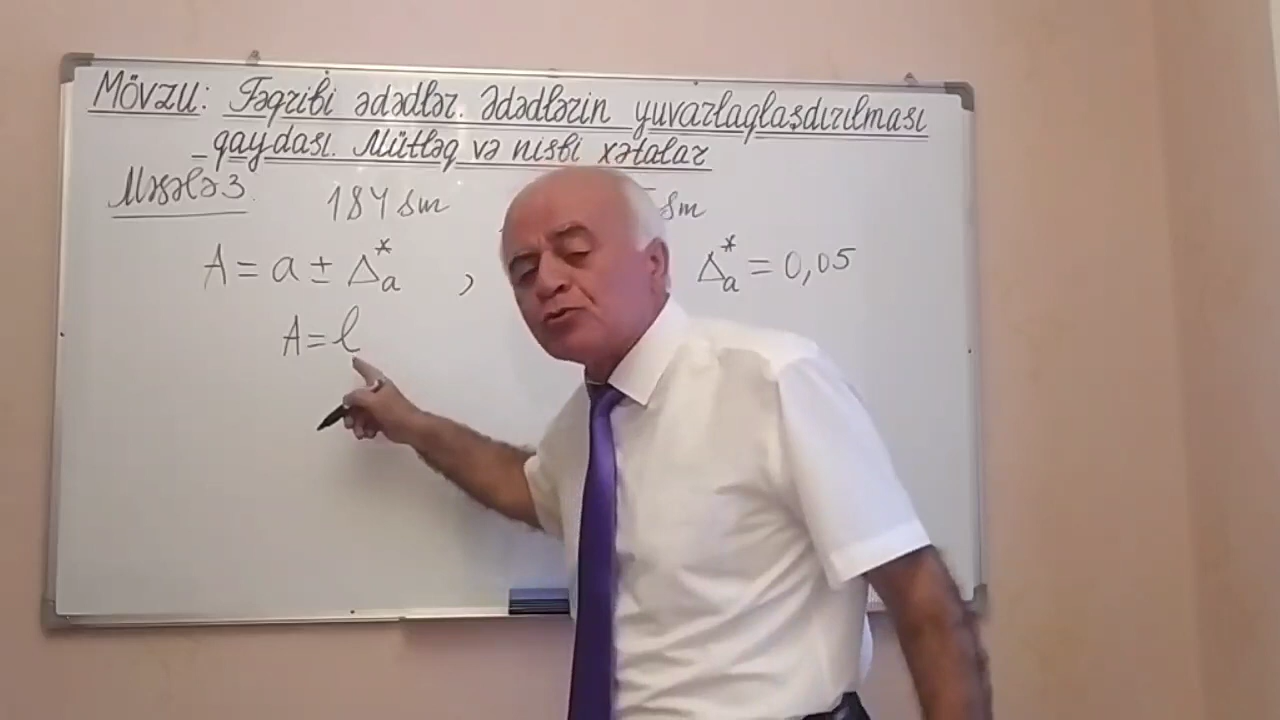 MÖVZU: Təqribi ədədlər. Ədədlərin yuvarlaqlaşdırılması
qaydası. Mütləq və nisbi xətalar
Məsələ 3. 184 sm sm
A = a ± Δ*a , Δ*a = 0,05
A = l